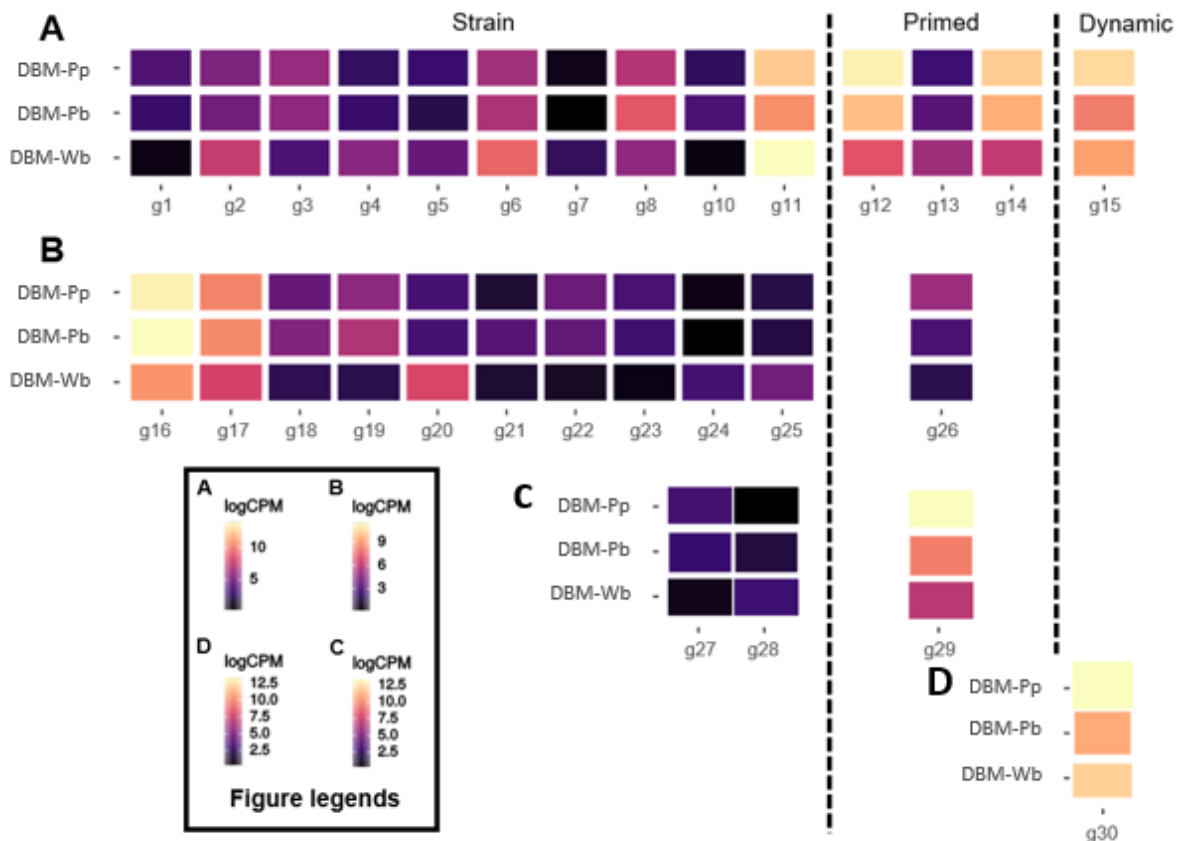 A Strain Primed Dynamic
DBM-Pp -
DBM-Pb -
DBM-Wb -
g1 g2 g3 g4 g5 g6 g7 g8 g10 g11 g12 g13 g14 g15
B
DBM-Pp -
DBM-Pb -
DBM-Wb -
g16 g17 g18 g19 g20 g21 g22 g23 g24 g25 g26
C
DBM-Pp -
DBM-Pb -
DBM-Wb -
g27 g28 g29
A B
logCPM logCPM
10 9
5 6
3
D C
logCPM logCPM
12.5 12.5
10.0 10.0
7.5 7.5
5.0 5.0
2.5 2.5
Figure legends
D
DBM-Pp -
DBM-Pb -
DBM-Wb -
g30